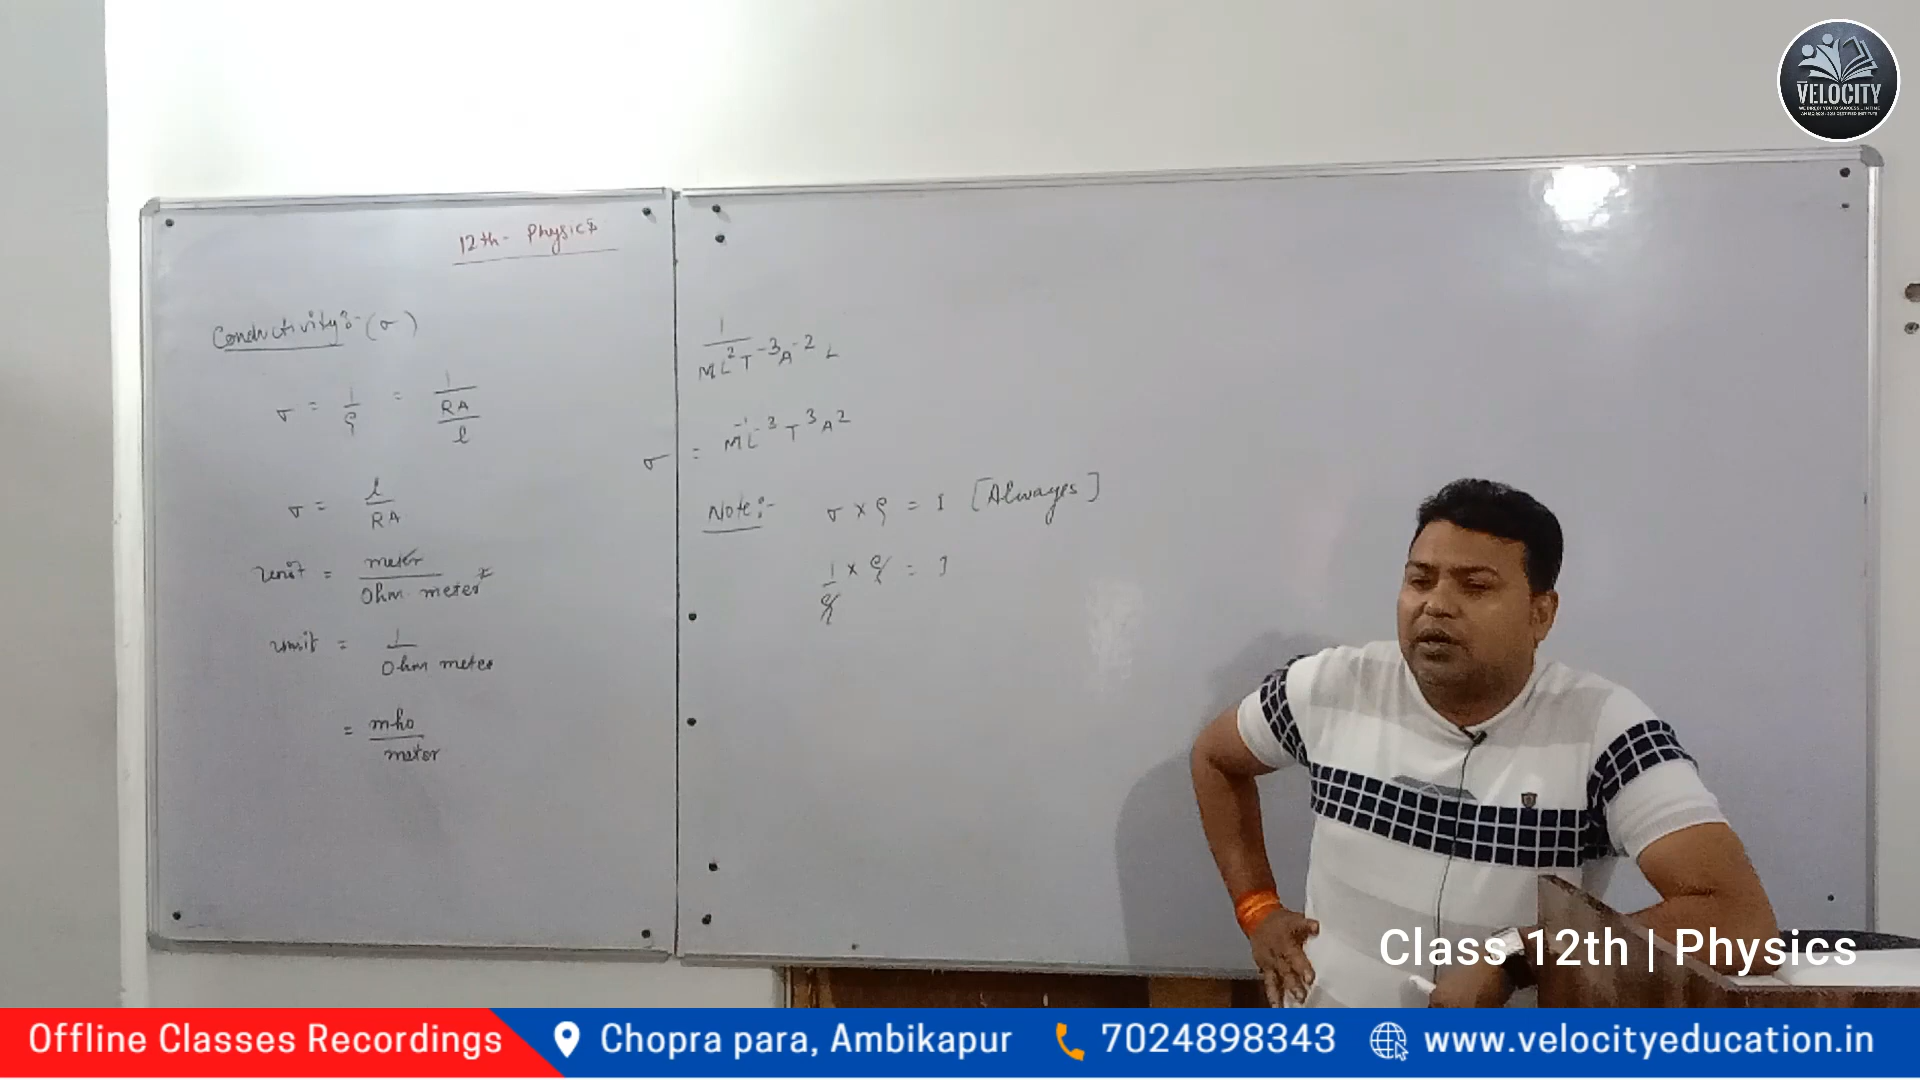 VELOCITY
12th - Physics
Conductivity :- (σ)
σ = 1/ρ = 1/(RA/l)
σ = l/RA
unit = meter/Ohm. meter²
unit = 1/Ohm meter
= mho/meter
1/ML²T⁻³A⁻² L
σ = M⁻¹L⁻³T³A²
Note:- σ × ρ = 1 [Alwayes]
1/ρ × ρ = 1
Class 12th | Physics
Offline Classes Recordings
Chopra para, Ambikapur
7024898343
www.velocityeducation.in